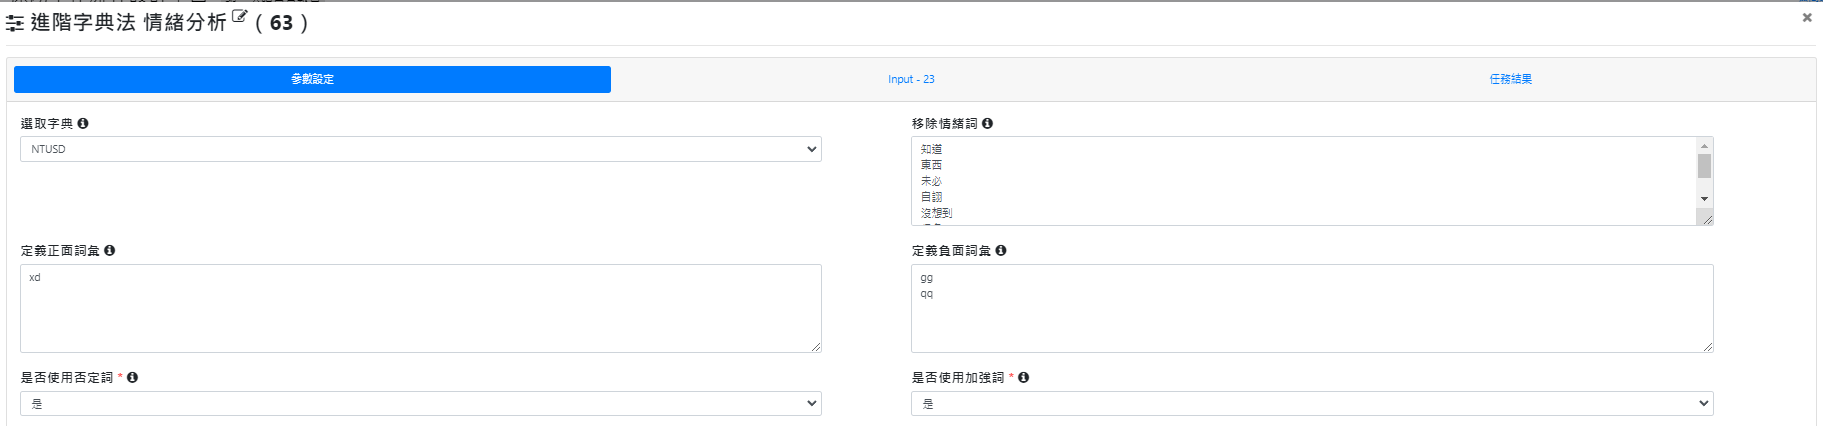 進階字典法 情緒分析 ( 63 )
參數設定
Input - 23
任務結果
選取字典
NTUSD
移除情緒詞
知道
東西
未必
自詡
沒想到
定義正面詞彙
xd
定義負面詞彙
gg
qq
是否使用否定詞 *
是
是否使用加強詞 *
是